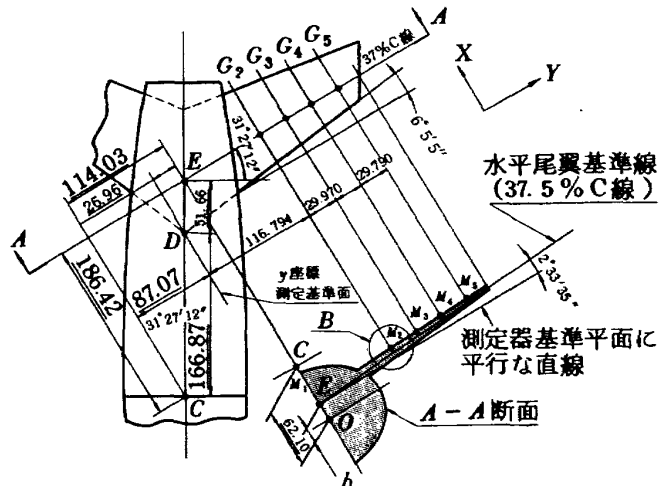 A
G₂
G₃
G₄
G₅
37%C線
X
Y
31°27′12″
6°5′5″
114.03
26.96
E
51.66
29.790
29.970
116.794
水平尾翼基準線
(37.5%C線)
A
D
186.42
87.07
y座標
測定基準面
2°33′35″
31°27′12″
B
M₂
M₃
M₄
M₅
測定器基準平面に
平行な直線
166.87
C
C
M₁
E
O
A－A断面
62.10
b